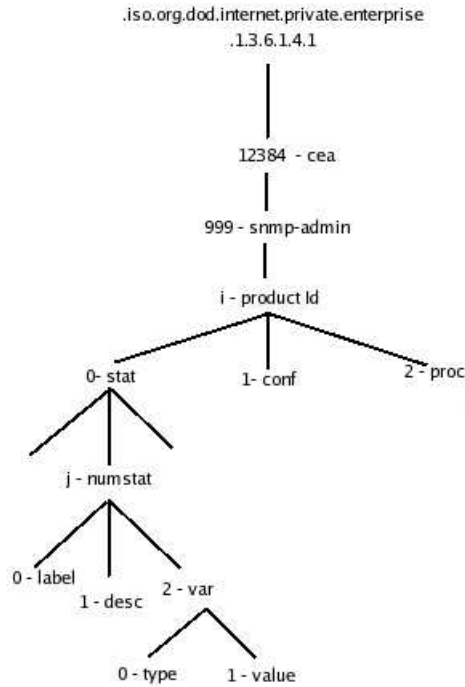 .iso.org.dod.internet.private.enterprise
.1.3.6.1.4.1
12384 - cea
999 - snmp-admin
i - product Id
0- stat
1- conf
2 - proc
j - numstat
0 - label
1 - desc
2 - var
0 - type
1 - value